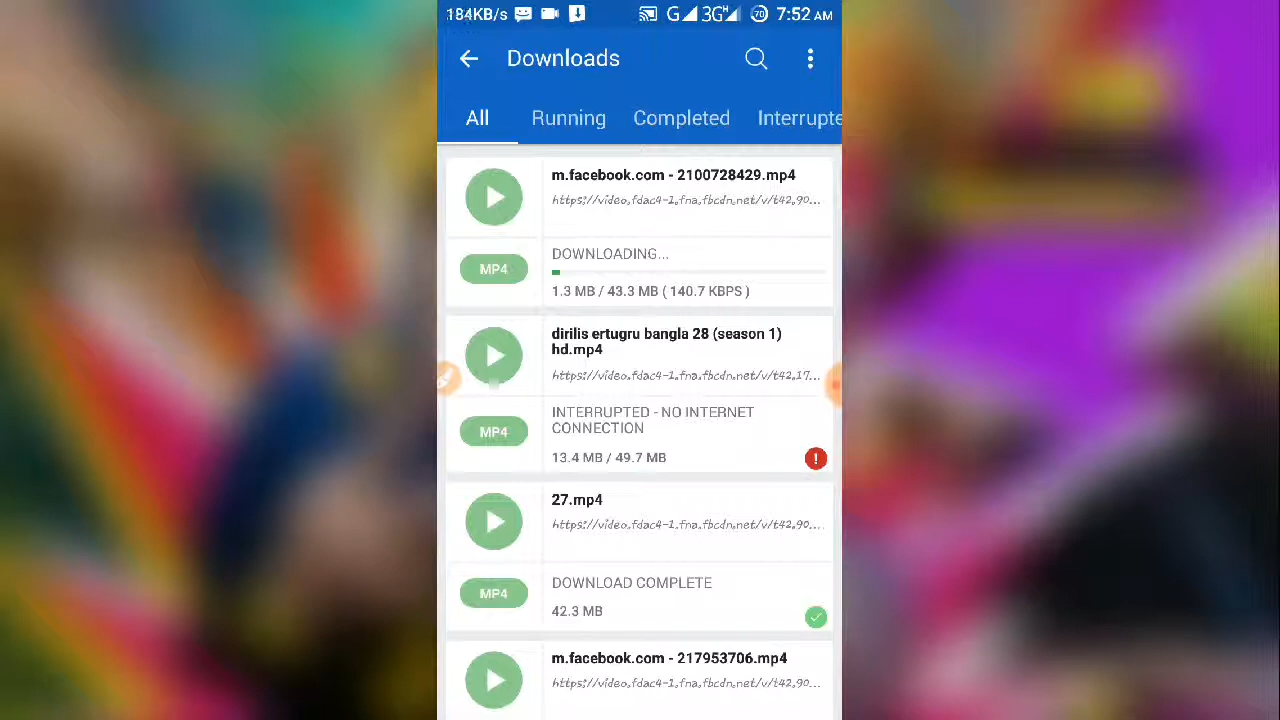 184KB/s G 3G H 70 7:52 AM
Downloads
All Running Completed Interrupte
m.facebook.com - 2100728429.mp4
https://video.fdac4-1.fna.fbcdn.net/v/t42.90...
DOWNLOADING...
MP4
1.3 MB / 43.3 MB ( 140.7 KBPS )
dirilis ertugru bangla 28 (season 1)
hd.mp4
https://video.fdac4-1.fna.fbcdn.net/v/t42.17...
INTERRUPTED - NO INTERNET
CONNECTION
MP4
13.4 MB / 49.7 MB
27.mp4
https://video.fdac4-1.fna.fbcdn.net/v/t42.90...
DOWNLOAD COMPLETE
MP4
42.3 MB
m.facebook.com - 217953706.mp4
https://video.fdac4-1.fna.fbcdn.net/v/t42.90...